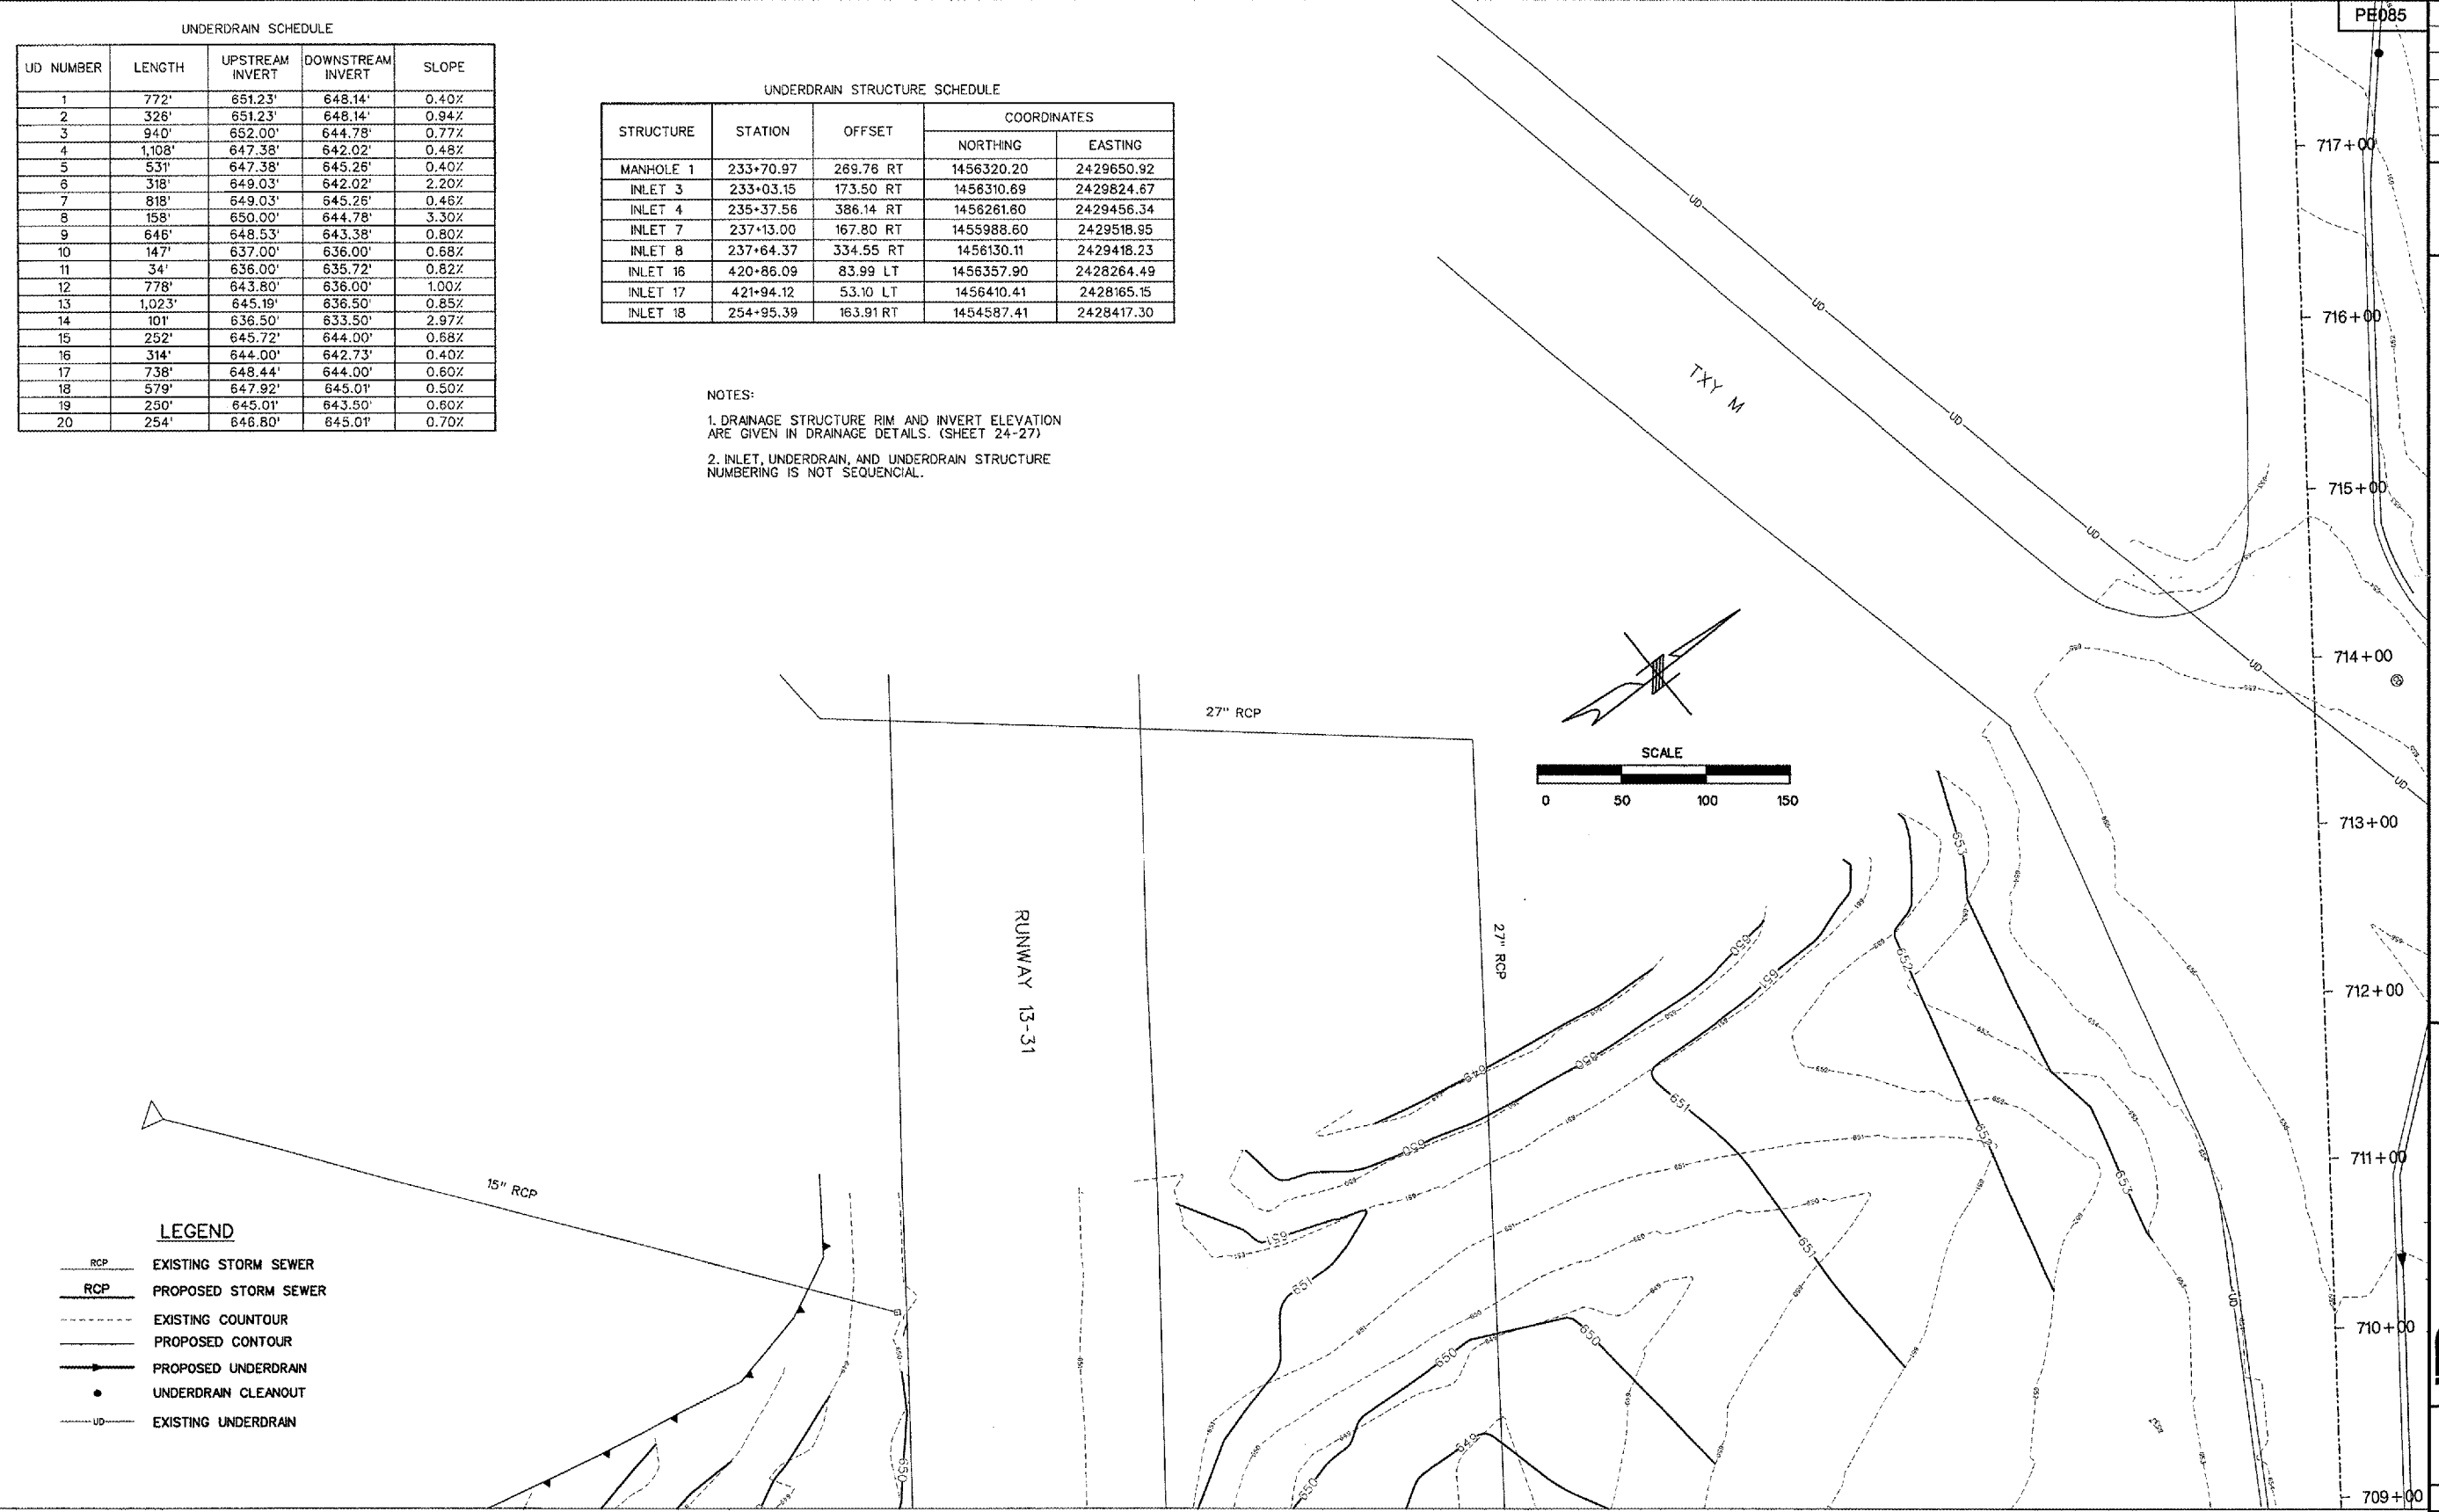 PE085
UNDERDRAIN SCHEDULE
UD NUMBER LENGTH UPSTREAM INVERT DOWNSTREAM INVERT SLOPE
1 772' 651.23' 648.14' 0.40%
2 326' 651.23' 648.14' 0.94%
3 940' 652.00' 644.78' 0.77%
4 1,108' 647.38' 642.02' 0.48%
5 531' 647.38' 645.26' 0.40%
6 318' 649.03' 642.02' 2.20%
7 818' 649.03' 645.26' 0.46%
8 158' 650.00' 644.78' 3.30%
9 646' 648.53' 643.38' 0.80%
10 147' 637.00' 636.00' 0.68%
11 34' 636.00' 635.72' 0.82%
12 778' 643.80' 636.00' 1.00%
13 1,023' 645.19' 636.50' 0.85%
14 101' 636.50' 633.50' 2.97%
15 252' 645.72' 644.00' 0.68%
16 314' 644.00' 642.73' 0.40%
17 738' 648.44' 644.00' 0.60%
18 579' 647.92' 645.01' 0.50%
19 250' 645.01' 643.50' 0.60%
20 254' 646.80' 645.01' 0.70%
UNDERDRAIN STRUCTURE SCHEDULE
STRUCTURE STATION OFFSET COORDINATES
NORTHING EASTING
MANHOLE 1 233+70.97 269.76 RT 1456320.20 2429650.92
INLET 3 233+03.15 173.50 RT 1456310.69 2429824.67
INLET 4 235+37.56 386.14 RT 1456261.60 2429456.34
INLET 7 237+13.00 167.80 RT 1455988.60 2429518.95
INLET 8 237+64.37 334.55 RT 1456130.11 2429418.23
INLET 16 420+86.09 83.99 LT 1456357.90 2428264.49
INLET 17 421+94.12 53.10 LT 1456410.41 2428165.15
INLET 18 254+95.39 163.91 RT 1454587.41 2428417.30
NOTES:
1. DRAINAGE STRUCTURE RIM AND INVERT ELEVATION
ARE GIVEN IN DRAINAGE DETAILS. (SHEET 24-27)
2. INLET, UNDERDRAIN, AND UNDERDRAIN STRUCTURE
NUMBERING IS NOT SEQUENCIAL.
717+00
716+00
715+00
714+00
713+00
712+00
711+00
710+00
709+00
UD
UD
UD
UD
UD
UD
UD
TXY M
27" RCP
27" RCP
SCALE
0 50 100 150
RUNWAY 13-31
15" RCP
653
652
650
651
649
650
651
650
652
653
651
651
651
650
650
649
650
650
LEGEND
RCP EXISTING STORM SEWER
RCP PROPOSED STORM SEWER
EXISTING COUNTOUR
PROPOSED CONTOUR
PROPOSED UNDERDRAIN
UNDERDRAIN CLEANOUT
UD EXISTING UNDERDRAIN